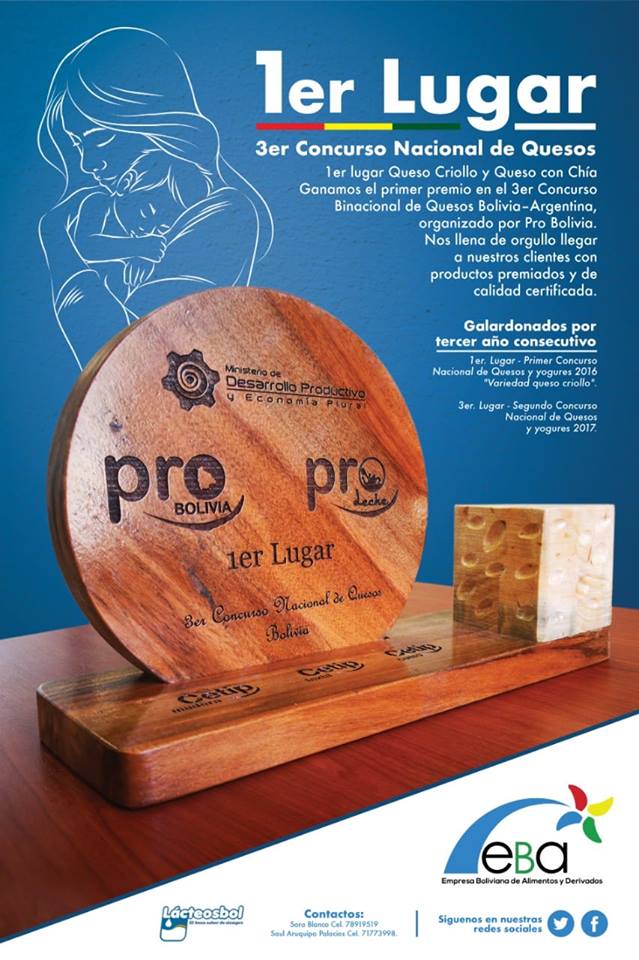 1er Lugar
3er Concurso Nacional de Quesos
1er lugar Queso Criollo y Queso con Chía
Ganamos el primer premio en el 3er Concurso
Binacional de Quesos Bolivia-Argentina,
organizado por Pro Bolivia.
Nos llena de orgullo llegar
a nuestros clientes con
productos premiados y de
calidad certificada.
Galardonados por
tercer año consecutivo
1er. Lugar - Primer Concurso
Nacional de Quesos y yogures 2016
"Variedad queso criollo".
3er. Lugar - Segundo Concurso
Nacional de Quesos
y yogures 2017.
Ministerio de
Desarrollo Productivo
y Economía Plural
pro
BOLIVIA
pro
Leche
1er Lugar
3er Concurso Nacional de Quesos
Bolivia
Cetip
madera
Cetip
textil
Cetip
cuero
eBa
Empresa Boliviana de Alimentos y Derivados
Lácteosbol
Contactos:
Sara Blanco Cel. 78919519
Saul Aruquipa Palacios Cel. 71773998.
Siguenos en nuestras
redes sociales